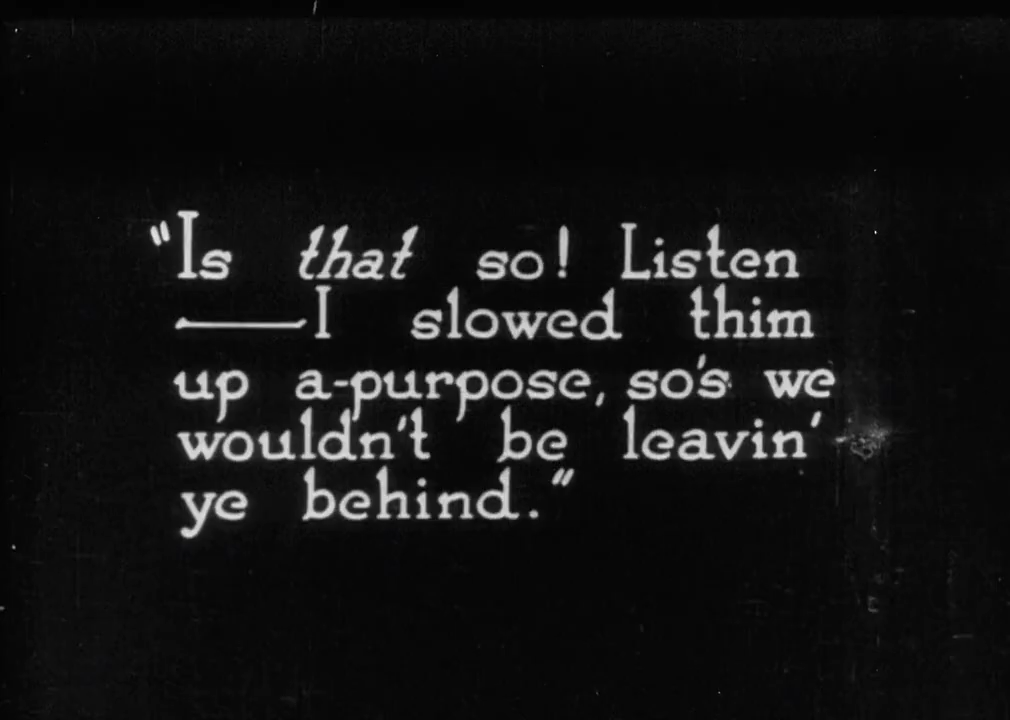 "Is that so! Listen
—I slowed thim
up a-purpose, so's we
wouldn't be leavin'
ye behind."